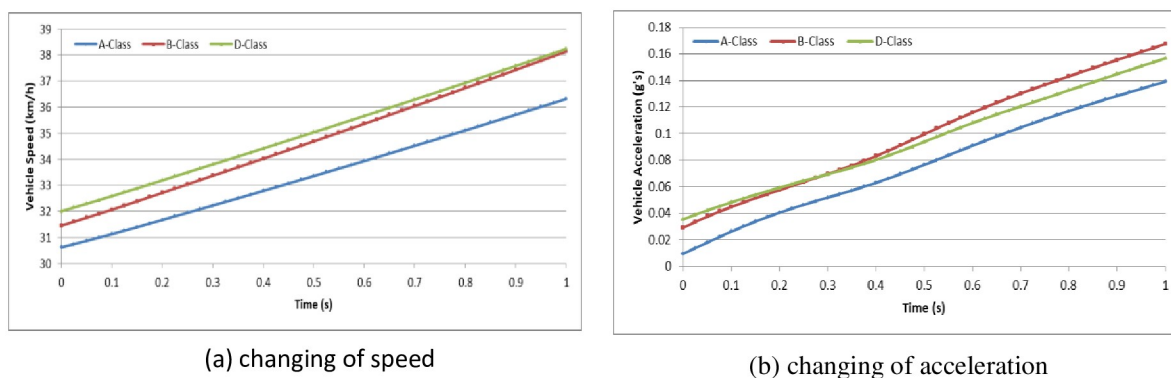 A-Class B-Class D-Class
Vehicle Speed (km/h)
39
38
37
36
35
34
33
32
31
30
0 0.1 0.2 0.3 0.4 0.5 0.6 0.7 0.8 0.9 1
Time (s)
(a) changing of speed
A-Class B-Class D-Class
Vehicle Acceleration (g's)
0.18
0.16
0.14
0.12
0.1
0.08
0.06
0.04
0.02
0
0 0.1 0.2 0.3 0.4 0.5 0.6 0.7 0.8 0.9 1
Time (s)
(b) changing of acceleration